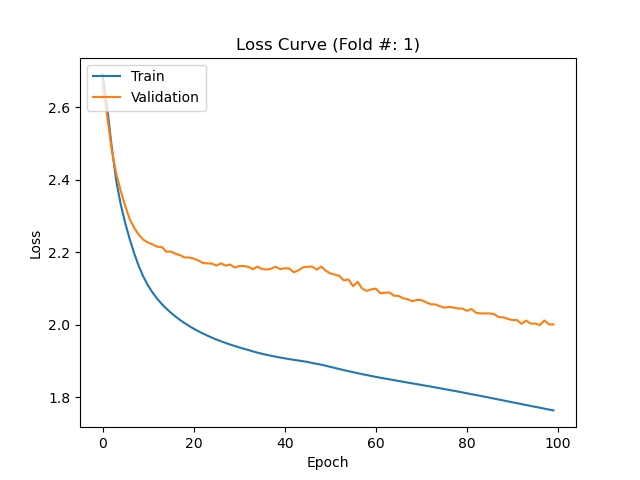 Loss Curve (Fold #: 1)
Train
Validation
2.6
2.4
2.2
2.0
1.8
Loss
0 20 40 60 80 100
Epoch